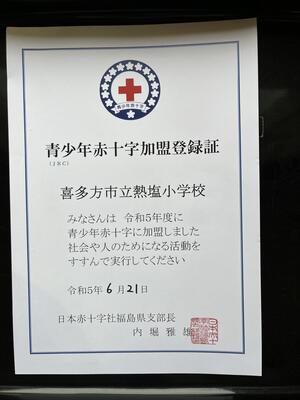 青少年赤十字
青少年赤十字加盟登録証
(JRC)
喜多方市立熱塩小学校
みなさんは 令和5年度に
青少年赤十字に加盟しました
社会や人のためになる活動を
すすんで実行してください
令和5年 6月21日
日本赤十字社福島県支部長
内堀雅雄